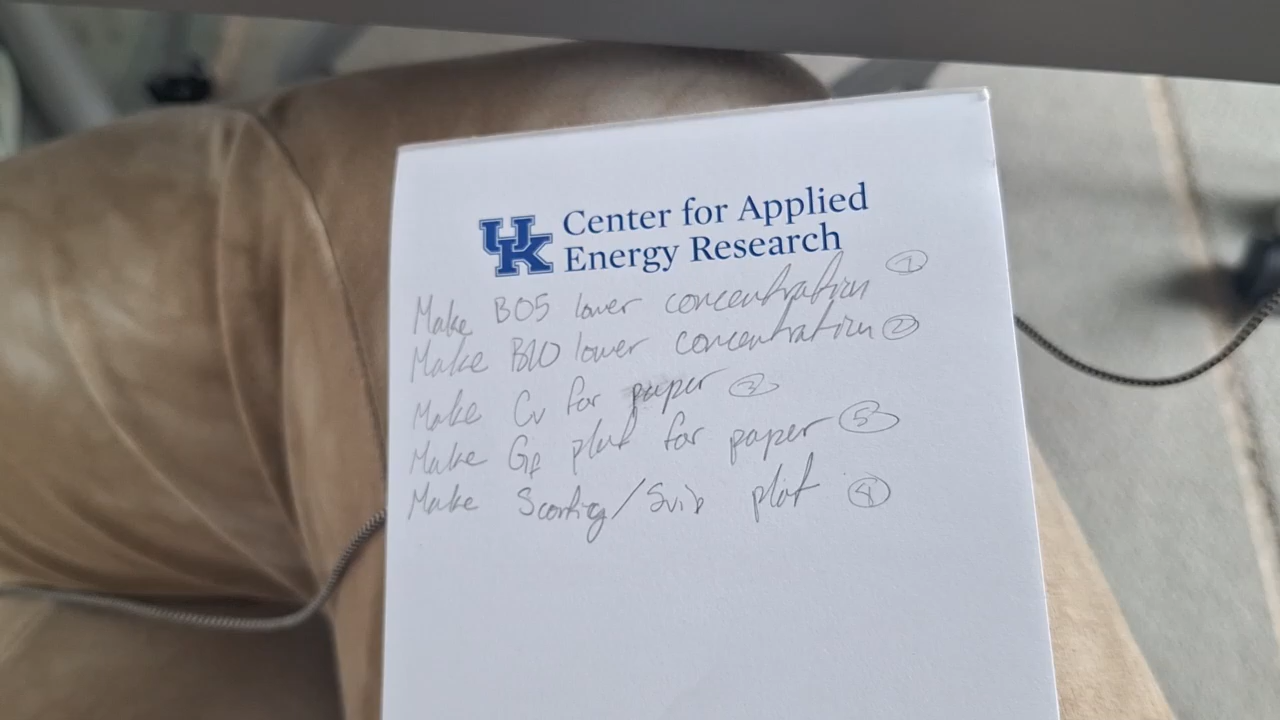 UK Center for Applied
Energy Research
Make B05 lower concentration ①
Make B10 lower concentration ②
Make Cv for paper ③
Make plot for paper ⑤
Make plot ④